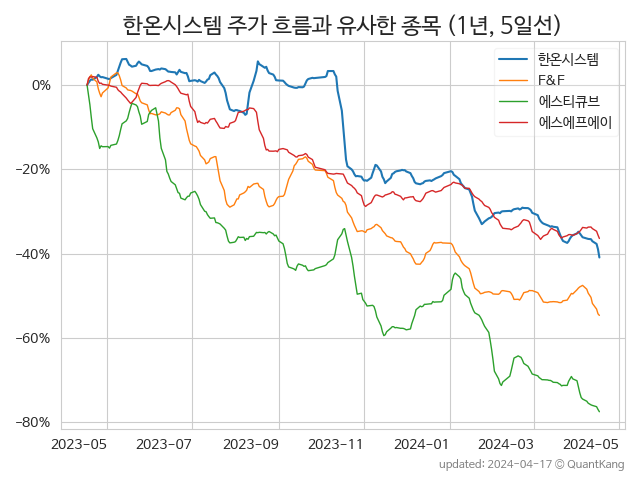 한온시스템 주가 흐름과 유사한 종목 (1년, 5일선)
한온시스템
F&F
에스티큐브
에스에프에이
0%
−20%
−40%
−60%
−80%
2023-05 2023-07 2023-09 2023-11 2024-01 2024-03 2024-05
updated: 2024-04-17 © QuantKang